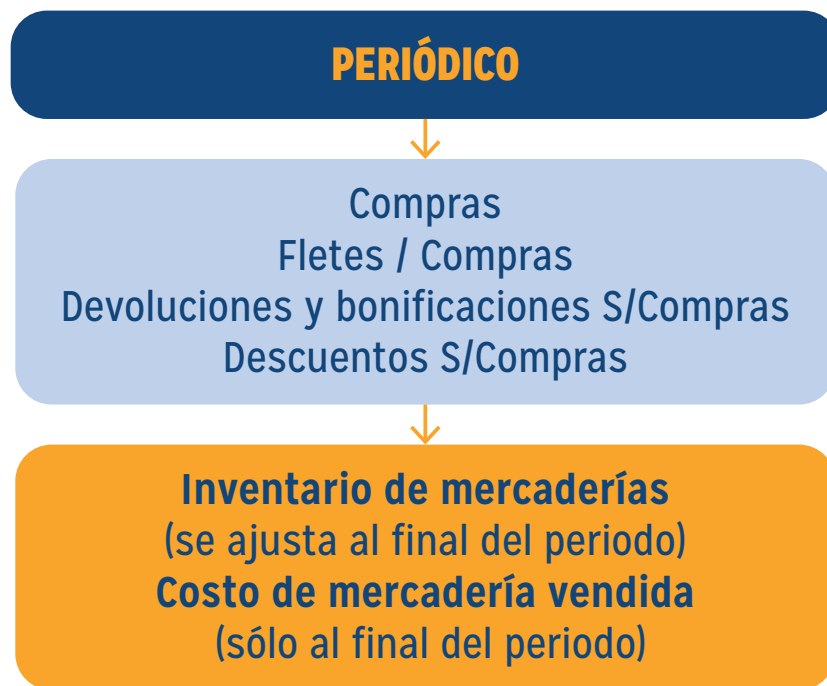 PERIÓDICO
Compras
Fletes / Compras
Devoluciones y bonificaciones S/Compras
Descuentos S/Compras
Inventario de mercaderías
(se ajusta al final del periodo)
Costo de mercadería vendida
(sólo al final del periodo)